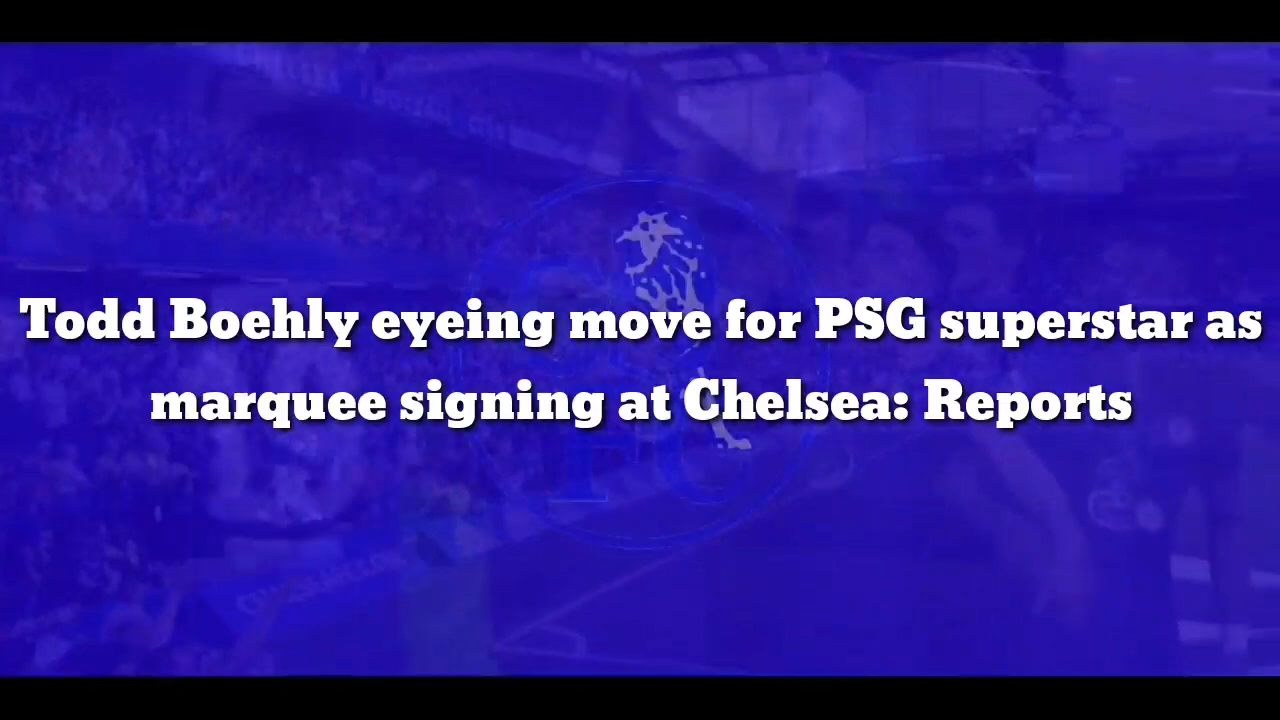 Todd Boehly eyeing move for PSG superstar as
marquee signing at Chelsea: Reports